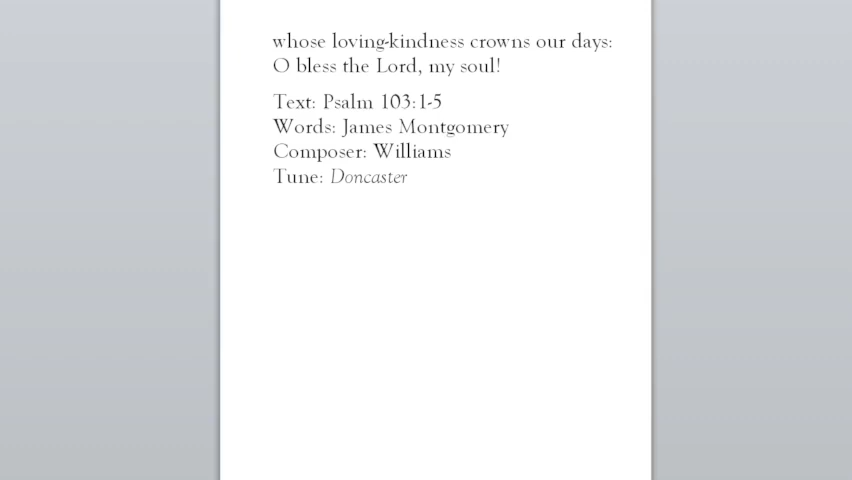 whose loving-kindness crowns our days:
O bless the Lord, my soul!
Text: Psalm 103:1-5
Words: James Montgomery
Composer: Williams
Tune: Doncaster